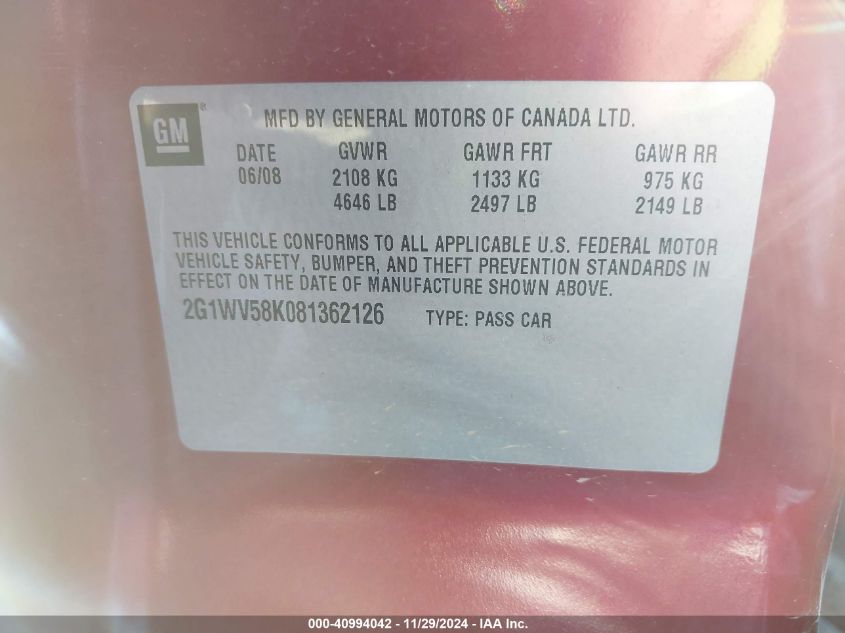 GM®
MFD BY GENERAL MOTORS OF CANADA LTD.
DATE GVWR GAWR FRT GAWR RR
06/08 2108 KG 1133 KG 975 KG
4646 LB 2497 LB 2149 LB
THIS VEHICLE CONFORMS TO ALL APPLICABLE U.S. FEDERAL MOTOR
VEHICLE SAFETY, BUMPER, AND THEFT PREVENTION STANDARDS IN
EFFECT ON THE DATE OF MANUFACTURE SHOWN ABOVE.
2G1WV58K081362126 TYPE: PASS CAR
000-40994042 - 11/29/2024 - IAA Inc.